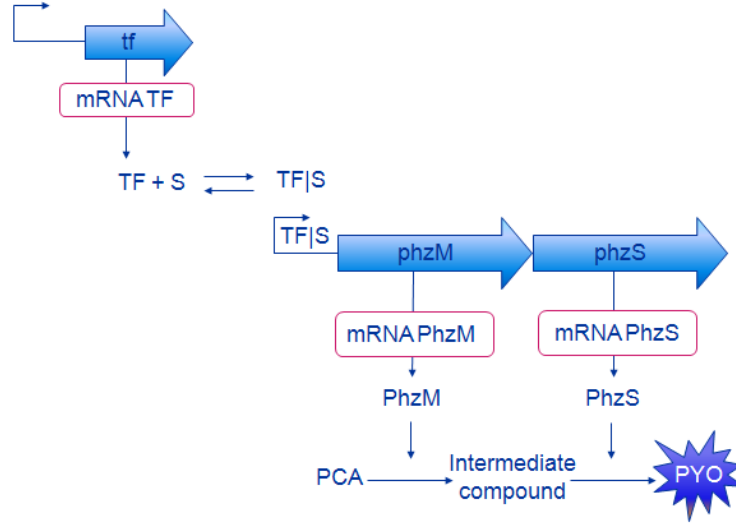 tf
mRNA TF
TF + S
TF|S
TF|S
phzM
phzS
mRNA PhzM
mRNA PhzS
PhzM
PhzS
PCA
Intermediate
compound
PYO